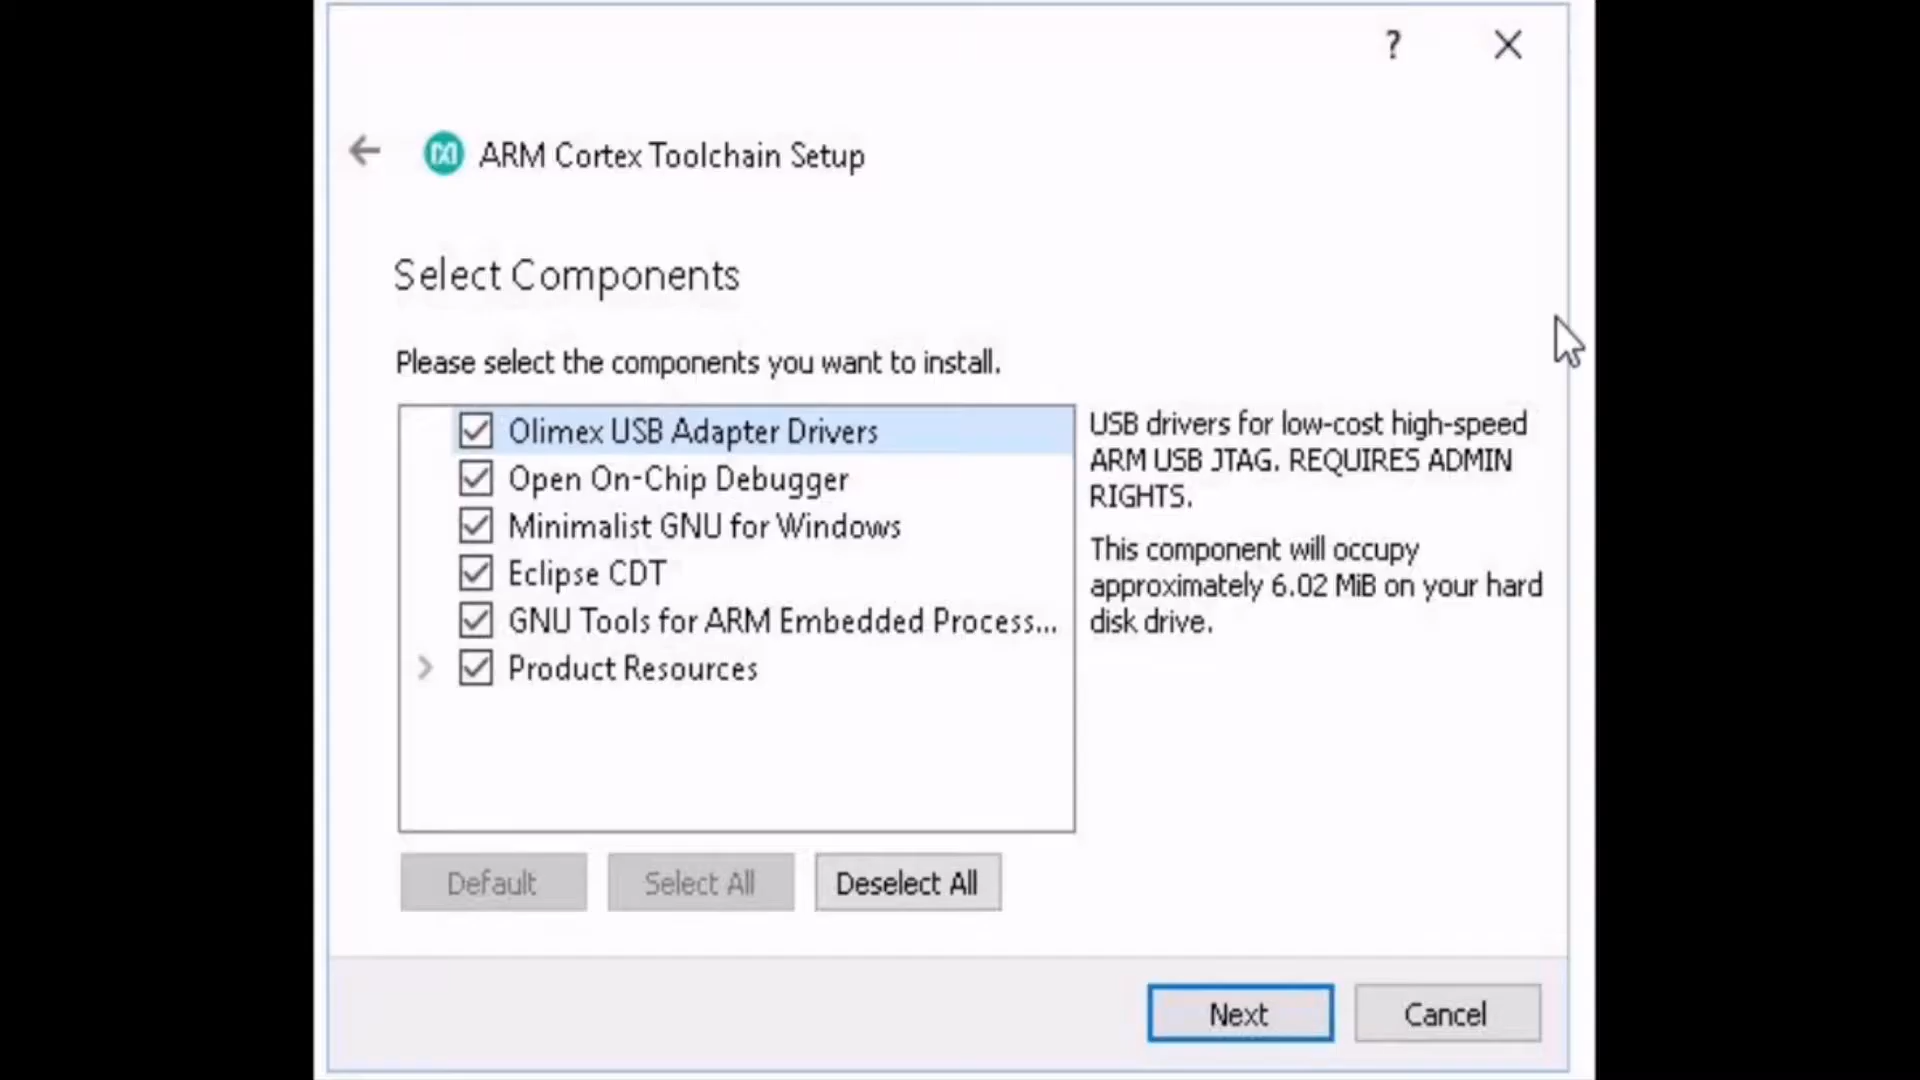 ?
ARM Cortex Toolchain Setup
Select Components
Please select the components you want to install.
Olimex USB Adapter Drivers
Open On-Chip Debugger
Minimalist GNU for Windows
Eclipse CDT
GNU Tools for ARM Embedded Process...
Product Resources
USB drivers for low-cost high-speed
ARM USB JTAG. REQUIRES ADMIN
RIGHTS.
This component will occupy
approximately 6.02 MiB on your hard
disk drive.
Default
Select All
Deselect All
Next
Cancel